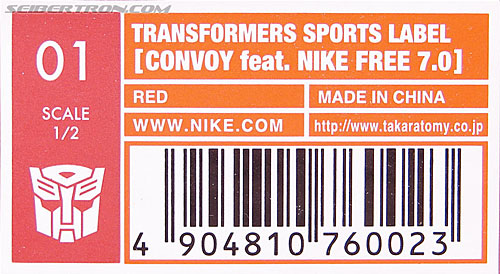 SEIBERTRON.COM
01
SCALE
1/2
TRANSFORMERS SPORTS LABEL
[CONVOY feat. NIKE FREE 7.0]
RED
MADE IN CHINA
WWW.NIKE.COM
http://www.takaratomy.co.jp
4 904810 760023